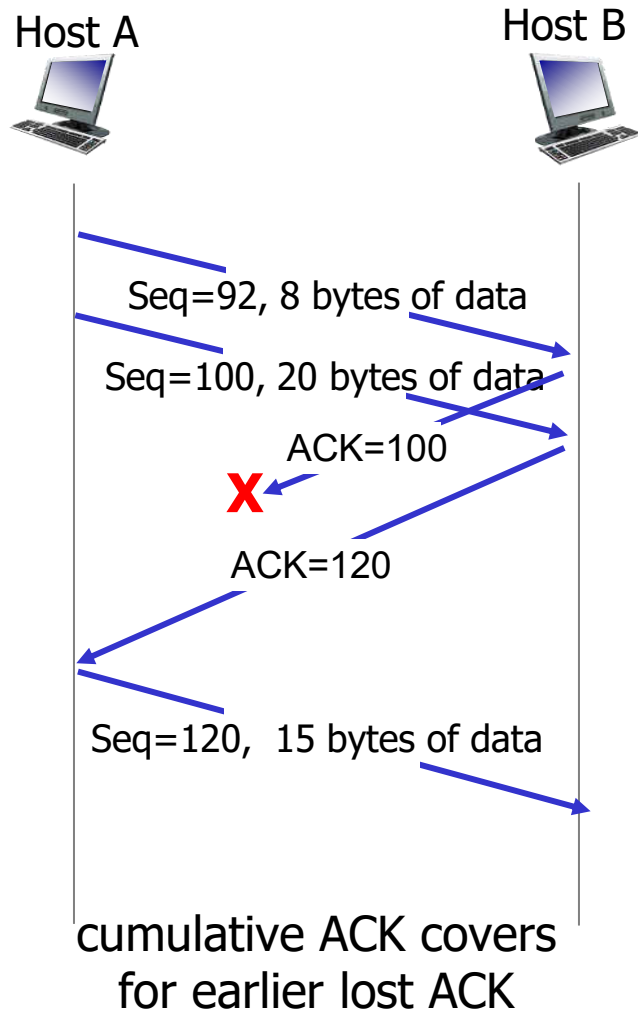 Host A
Host B
Seq=92, 8 bytes of data
Seq=100, 20 bytes of data
ACK=100
X
ACK=120
Seq=120, 15 bytes of data
cumulative ACK covers
for earlier lost ACK